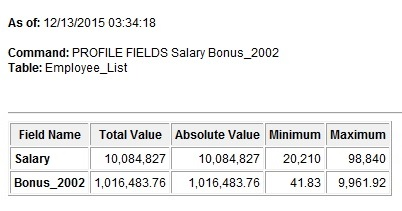 As of: 12/13/2015 03:34:18
Command: PROFILE FIELDS Salary Bonus_2002
Table: Employee_List
Field Name Total Value Absolute Value Minimum Maximum
Salary 10,084,827 10,084,827 20,210 98,840
Bonus_2002 1,016,483.76 1,016,483.76 41.83 9,961.92